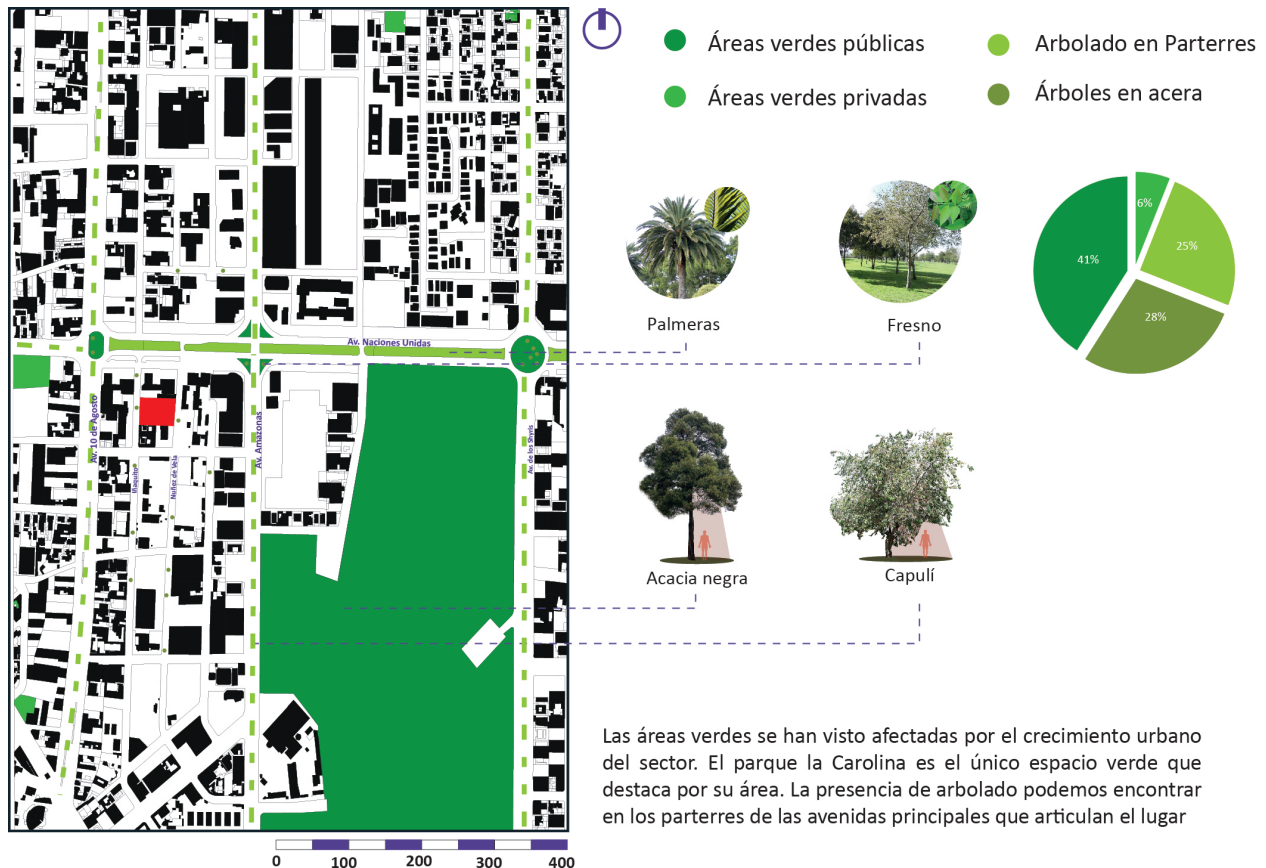 Áreas verdes públicas
Arbolado en Parterres
Áreas verdes privadas
Árboles en acera
6%
25%
41%
28%
Palmeras
Fresno
Av. Naciones Unidas
Av. 10 de Agosto
Av. Amazonas
Av. de los Shyris
Iñaquito
Nuñez de Vela
Acacia negra
Capulí
Las áreas verdes se han visto afectadas por el crecimiento urbano
del sector. El parque la Carolina es el único espacio verde que
destaca por su área. La presencia de arbolado podemos encontrar
en los parterres de las avenidas principales que articulan el lugar
0 100 200 300 400